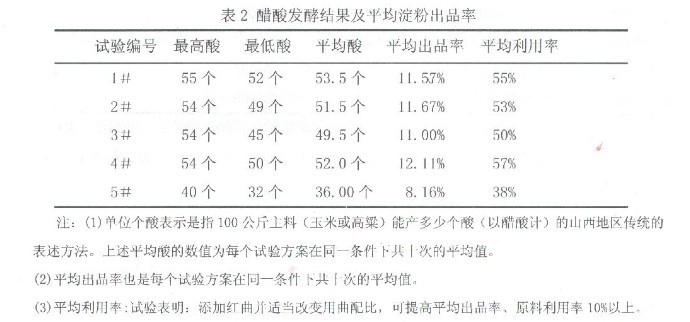 表 2 醋酸发酵结果及平均淀粉出品率
试验编号 最高酸 最低酸 平均酸 平均出品率 平均利用率
1# 55 个 52 个 53.5 个 11.57% 55%
2# 54 个 49 个 51.5 个 11.67% 53%
3# 54 个 45 个 49.5 个 11.00% 50%
4# 54 个 50 个 52.0 个 12.11% 57%
5# 40 个 32 个 36.00 个 8.16% 38%
注：(1)单位个酸表示是指 100 公斤主料（玉米或高粱）能产多少个酸（以醋酸计）的山西地区传统的
表述方法。上述平均酸的数值为每个试验方案在同一条件下共十次的平均值。
(2)平均出品率也是每个试验方案在同一条件下共十次的平均值。
(3)平均利用率:试验表明：添加红曲并适当改变用曲配比，可提高平均出品率、原料利用率 10%以上。